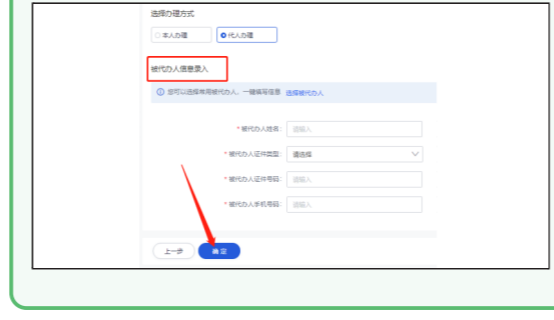 选择办理方式
本人办理 代人办理
被代办人信息录入
您可以选择常用被代办人，一键填写信息 选择被代办人
*被代办人姓名: 请输入
*被代办人证件类型: 请选择
*被代办人证件号码: 请输入
*被代办人手机号码: 请输入
上一步 确定